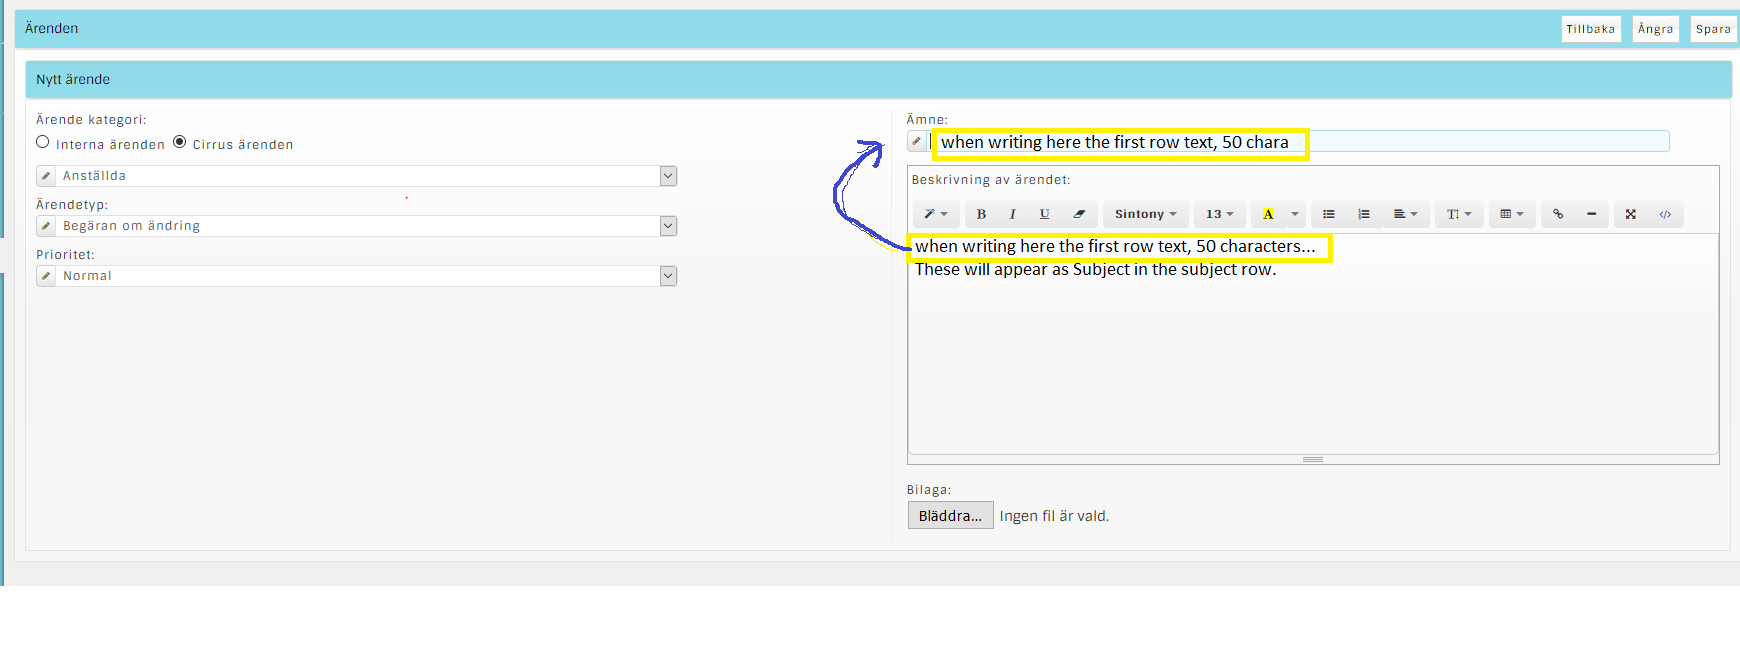 Ärenden
Tillbaka
Ångra
Spara
Nytt ärende
Ärende kategori:
Interna ärenden
Cirrus ärenden
Anställda
Ärendetyp:
Begäran om ändring
Prioritet:
Normal
Ämne:
when writing here the first row text, 50 chara
Beskrivning av ärendet:
B I U Sintony 13 A T
when writing here the first row text, 50 characters...
These will appear as Subject in the subject row.
Bilaga:
Bläddra... Ingen fil är vald.